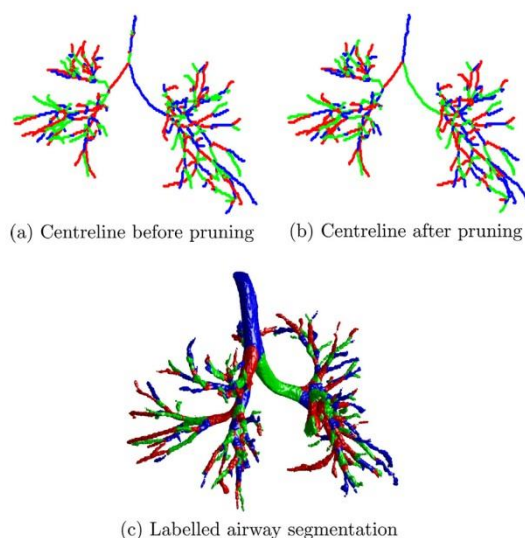 (a) Centreline before pruning
(b) Centreline after pruning
(c) Labelled airway segmentation